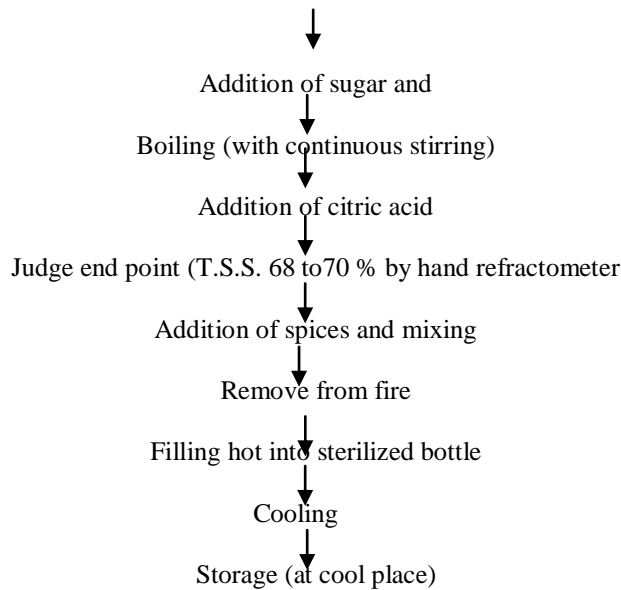 Addition of sugar and
Boiling (with continuous stirring)
Addition of citric acid
Judge end point (T.S.S. 68 to70 % by hand refractometer
Addition of spices and mixing
Remove from fire
Filling hot into sterilized bottle
Cooling
Storage (at cool place)